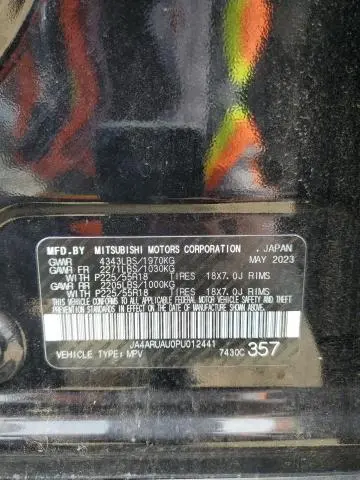 MFD.BY MITSUBISHI MOTORS CORPORATION , JAPAN
GVWR 4343LBS/1970KG MAY 2023
GAWR FR 2271LBS/1030KG
WITH P225/55R18 TIRES 18X7.0J RIMS
GAWR RR 2205LBS/1000KG
WITH P225/55R18 TIRES 18X7.0J RIMS
THIS VEHICLE CONFORMS TO ALL APPLICABLE FEDERAL MOTOR VEHICLE SAFETY, BUMPER, AND THEFT
PREVENTION STANDARDS IN EFFECT ON THE DATE OF MANUFACTURE SHOWN ABOVE.
JA4ARUAU0PU012441
VEHICLE TYPE: MPV 7430C 357